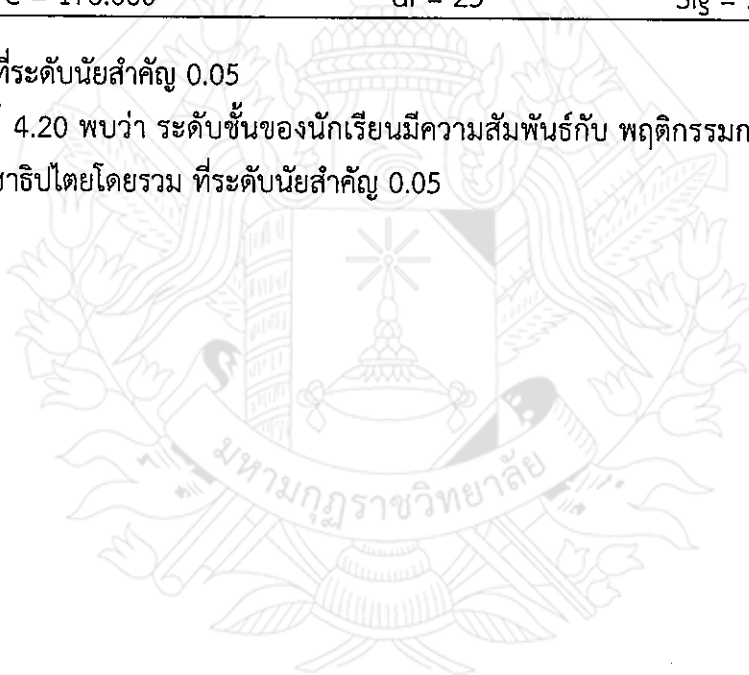 ที่ระดับนัยสำคัญ 0.05
4.20 พบว่า ระดับชั้นของนักเรียนมีความสัมพันธ์กับ พฤติกรรมก
ธิปไตยโดยรวม ที่ระดับนัยสำคัญ 0.05
มหามกุฏราชวิทยาลัย